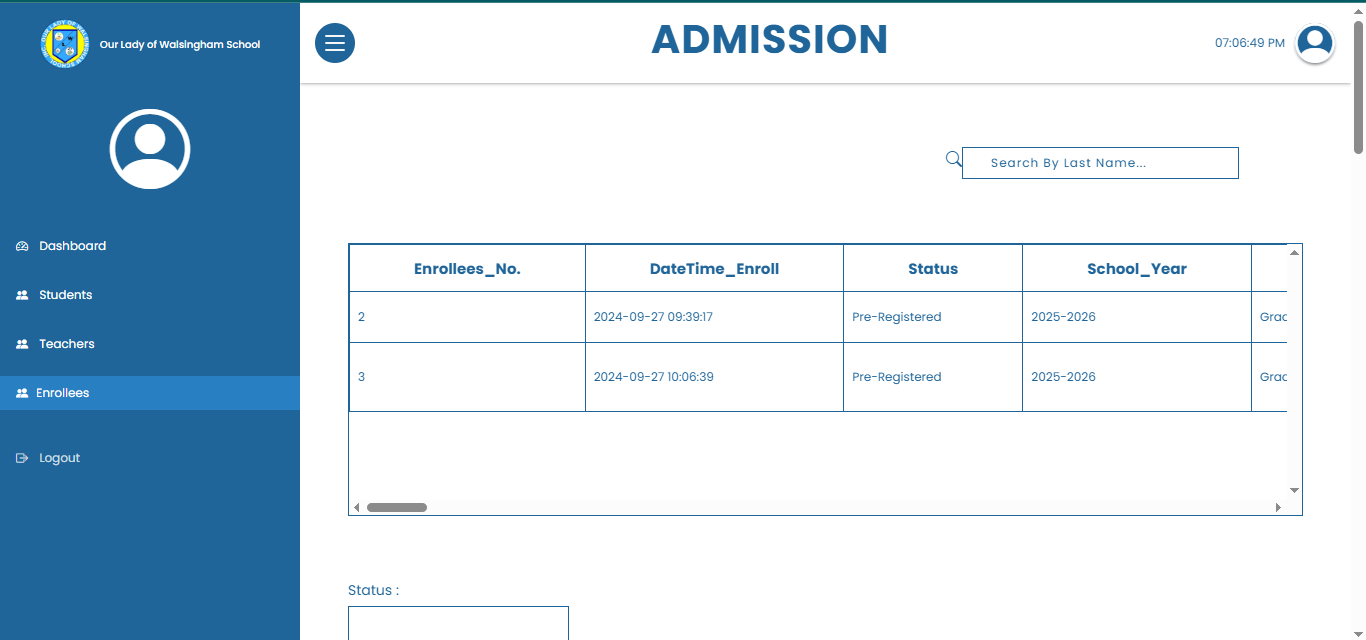 Our Lady of Walsingham School
ADMISSION
07:06:49 PM
Search By Last Name...
Dashboard
Students
Teachers
Enrollees
Logout
Enrollees_No. DateTime_Enroll Status School_Year
2 2024-09-27 09:39:17 Pre-Registered 2025-2026 Grac
3 2024-09-27 10:06:39 Pre-Registered 2025-2026 Grac
Status :